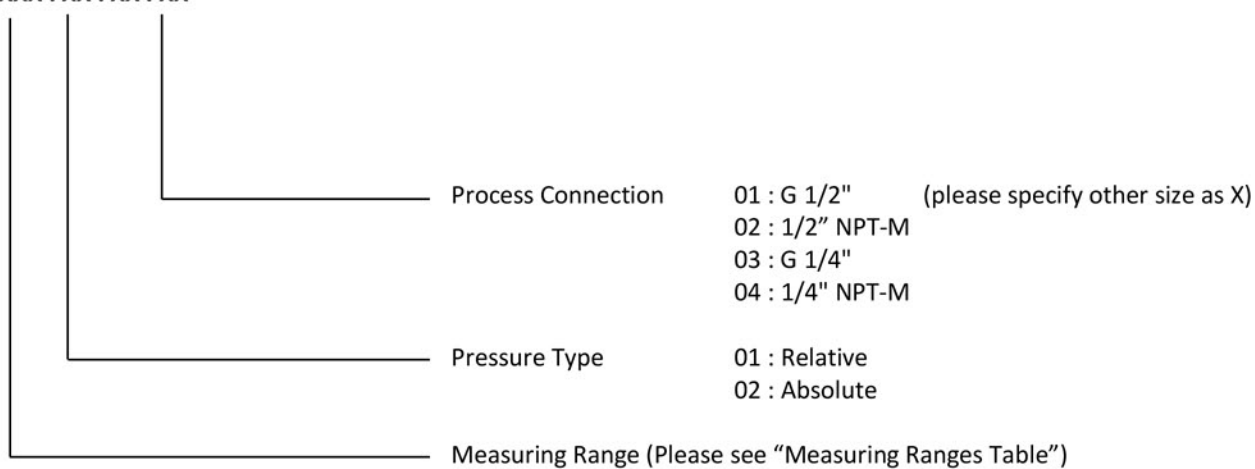 Process Connection 01 : G 1/2" (please specify other size as X)
02 : 1/2” NPT-M
03 : G 1/4"
04 : 1/4" NPT-M
Pressure Type 01 : Relative
02 : Absolute
Measuring Range (Please see “Measuring Ranges Table”)